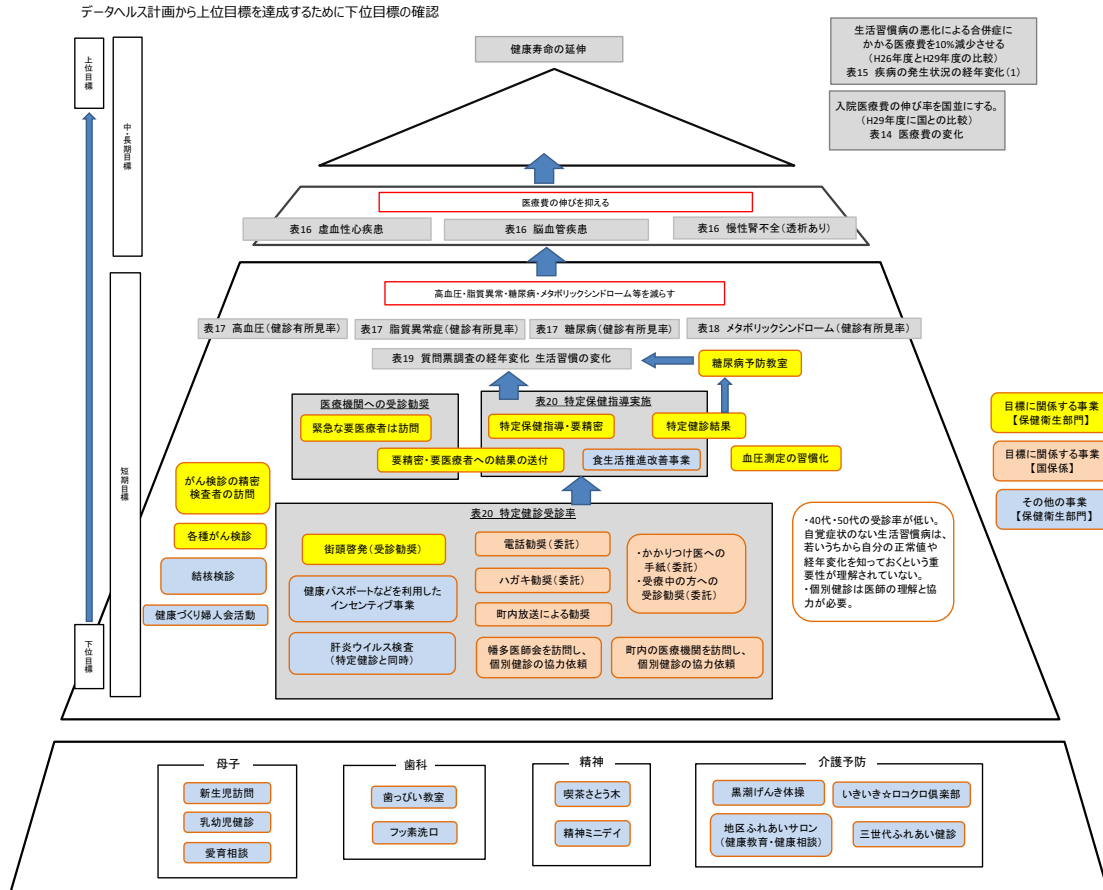 データヘルス計画から上位目標を達成するために下位目標の確認
上位目標
中・長期目標
健康寿命の延伸
生活習慣病の悪化による合併症に
かかる医療費を10%減少させる
(H26年度とH29年度の比較)
表15 疾病の発生状況の経年変化(1)
入院医療費の伸び率を国並にする。
(H29年度に国との比較)
表14 医療費の変化
医療費の伸びを抑える
表16 虚血性心疾患
表16 脳血管疾患
表16 慢性腎不全(透析あり)
短期目標
下位目標
高血圧・脂質異常・糖尿病・メタボリックシンドローム等を減らす
表17 高血圧(健診有所見率)
表17 脂質異常症(健診有所見率)
表17 糖尿病(健診有所見率)
表18 メタボリックシンドローム(健診有所見率)
表19 質問票調査の経年変化 生活習慣の変化
糖尿病予防教室
医療機関への受診勧奨
緊急な要医療者は訪問
表20 特定保健指導実施
特定保健指導・要精密
特定健診結果
要精密・要医療者への結果の送付
食生活推進改善事業
血圧測定の習慣化
目標に関係する事業
【保健衛生部門】
目標に関係する事業
【国保係】
その他の事業
【保健衛生部門】
がん検診の精密
検査者の訪問
各種がん検診
結核検診
健康づくり婦人会活動
表20 特定健診受診率
街頭啓発(受診勧奨)
健康パスポートなどを利用した
インセンティブ事業
肝炎ウイルス検査
(特定健診と同時)
電話勧奨(委託)
ハガキ勧奨(委託)
町内放送による勧奨
幡多医師会を訪問し、
個別健診の協力依頼
・かかりつけ医への
手紙(委託)
・受療中の方への
受診勧奨(委託)
町内の医療機関を訪問し、
個別健診の協力依頼
・40代・50代の受診率が低い。
自覚症状のない生活習慣病は、
若いうちから自分の正常値や
経年変化を知っておくという重
要性が理解されていない。
・個別健診は医師の理解と協
力が必要。
母子
新生児訪問
乳幼児健診
愛育相談
歯科
歯っぴい教室
フッ素洗口
精神
喫茶さとう木
精神ミニデイ
介護予防
黒潮げんき体操
いきいき☆ロコクロ倶楽部
地区ふれあいサロン
(健康教育・健康相談)
三世代ふれあい健診